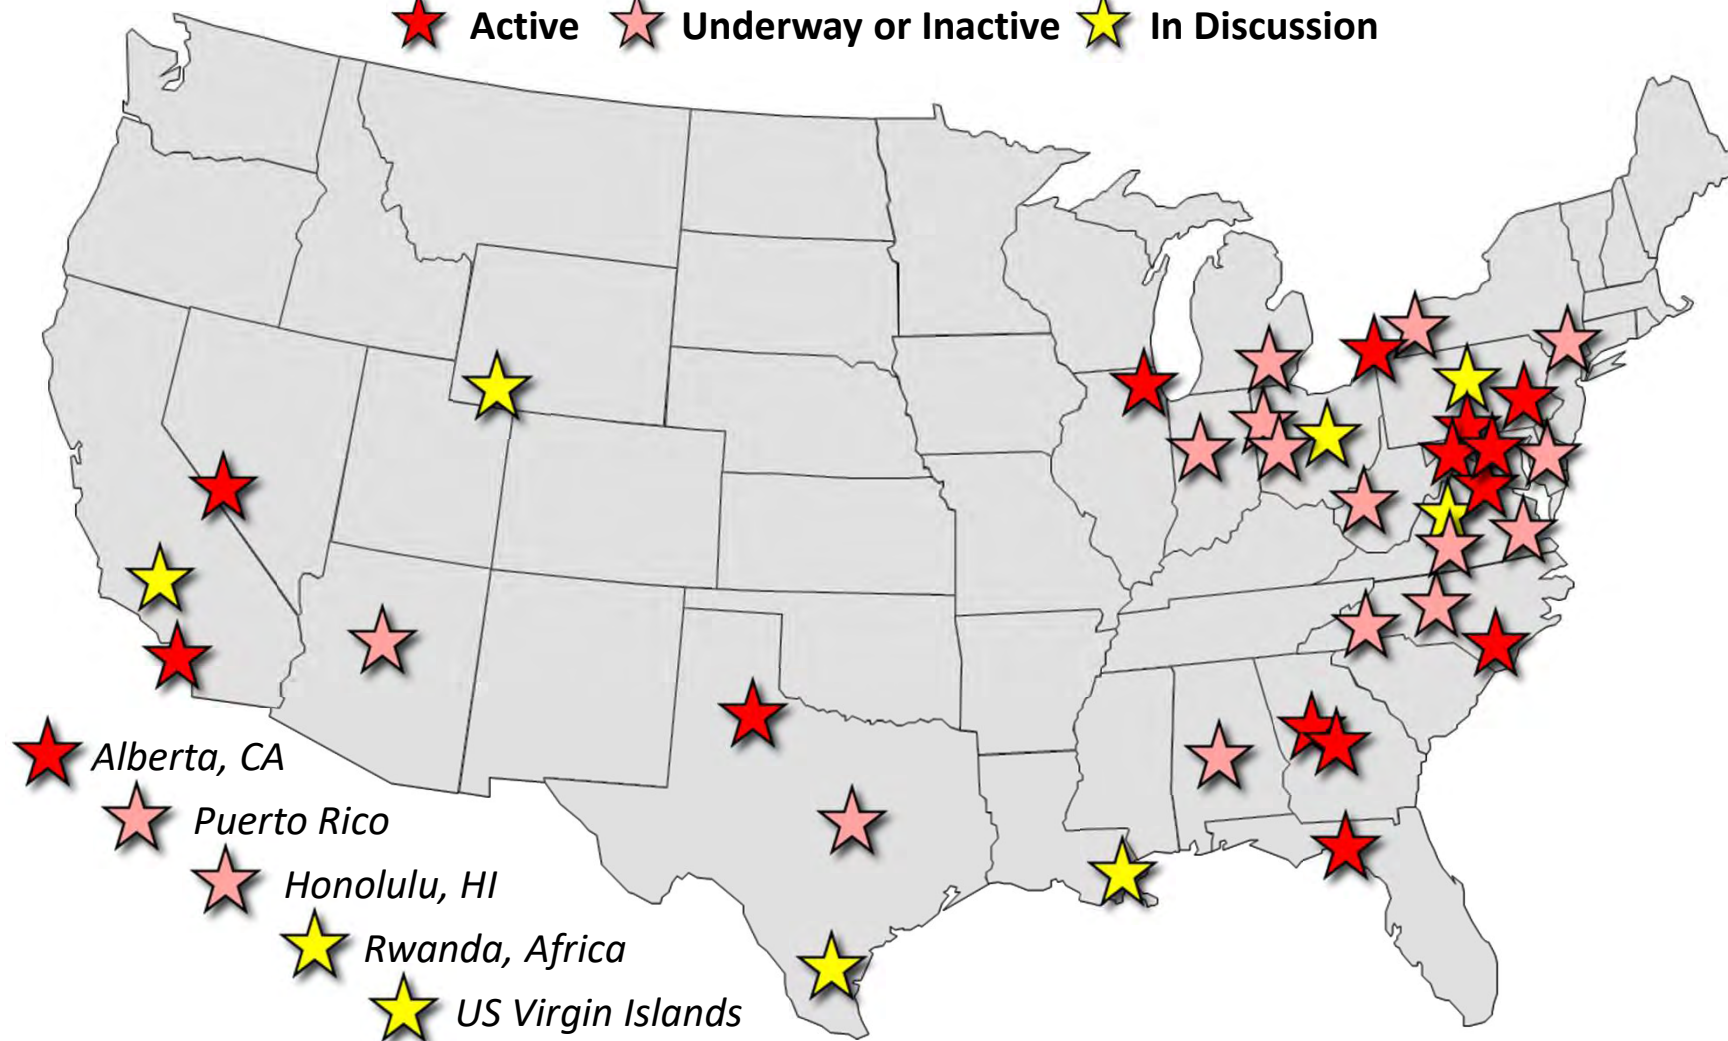 Active Underway or Inactive In Discussion
Alberta, CA
Puerto Rico
Honolulu, HI
Rwanda, Africa
US Virgin Islands